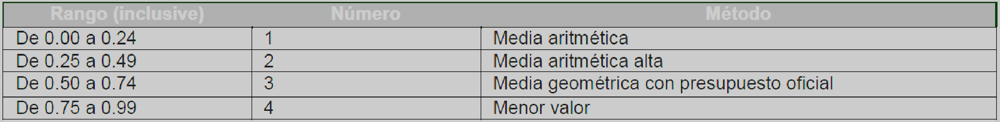 Rango (inclusive) Número Método
De 0.00 a 0.24 1 Media aritmética
De 0.25 a 0.49 2 Media aritmética alta
De 0.50 a 0.74 3 Media geométrica con presupuesto oficial
De 0.75 a 0.99 4 Menor valor